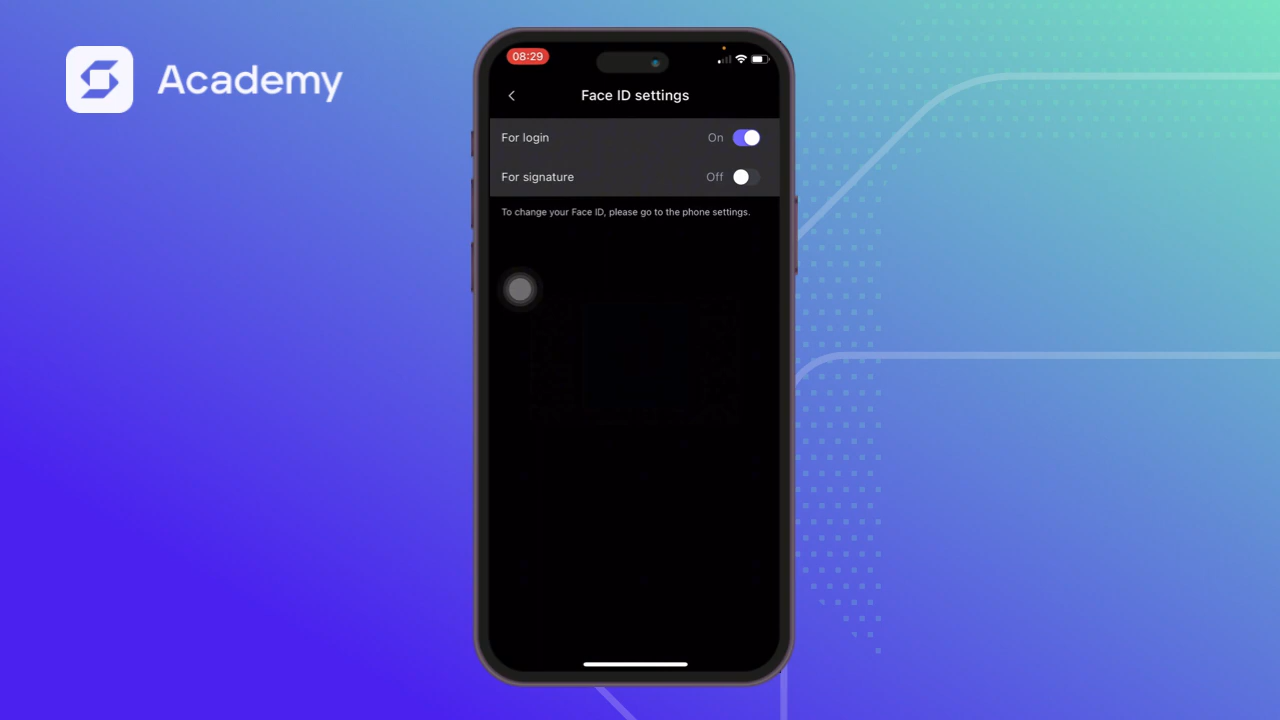 Academy
08:29
Face ID settings
For login On
For signature Off
To change your Face ID, please go to the phone settings.